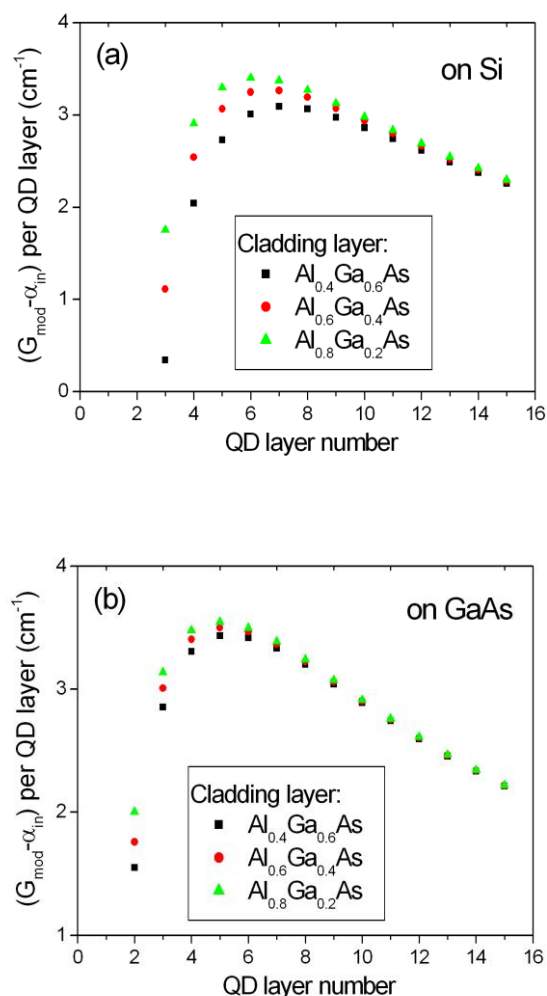 (a)
on Si
(G_mod-α_in) per QD layer (cm⁻¹)
4
3
2
1
0
Cladding layer:
Al₀.₄Ga₀.₆As
Al₀.₆Ga₀.₄As
Al₀.₈Ga₀.₂As
0 2 4 6 8 10 12 14 16
QD layer number
(b)
on GaAs
(G_mod-α_in) per QD layer (cm⁻¹)
4
3
2
1
Cladding layer:
Al₀.₄Ga₀.₆As
Al₀.₆Ga₀.₄As
Al₀.₈Ga₀.₂As
0 2 4 6 8 10 12 14 16
QD layer number